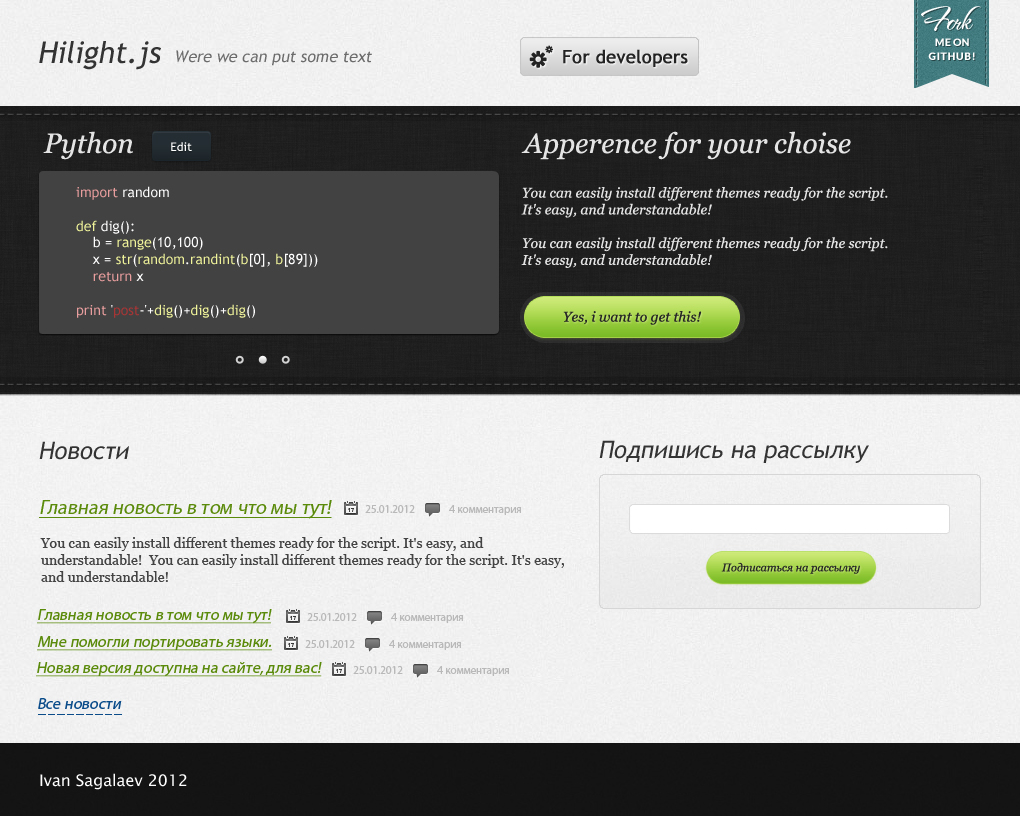 Hilight.js Were we can put some text
For developers
Fork
ME ON
GITHUB!
Python
Edit
import random
def dig():
b = range(10,100)
x = str(random.randint(b[0], b[89]))
return x
print 'post-'+dig()+dig()+dig()
Apperence for your choise
You can easily install different themes ready for the script.
It's easy, and understandable!
You can easily install different themes ready for the script.
It's easy, and understandable!
Yes, i want to get this!
Новости
Главная новость в том что мы тут! 17 25.01.2012 4 комментария
You can easily install different themes ready for the script. It's easy, and
understandable! You can easily install different themes ready for the script. It's easy,
and understandable!
Главная новость в том что мы тут! 17 25.01.2012 4 комментария
Мне помогли портировать языки. 17 25.01.2012 4 комментария
Новая версия доступна на сайте, для вас! 17 25.01.2012 4 комментария
Все новости
Подпишись на рассылку
Подписаться на рассылку
Ivan Sagalaev 2012